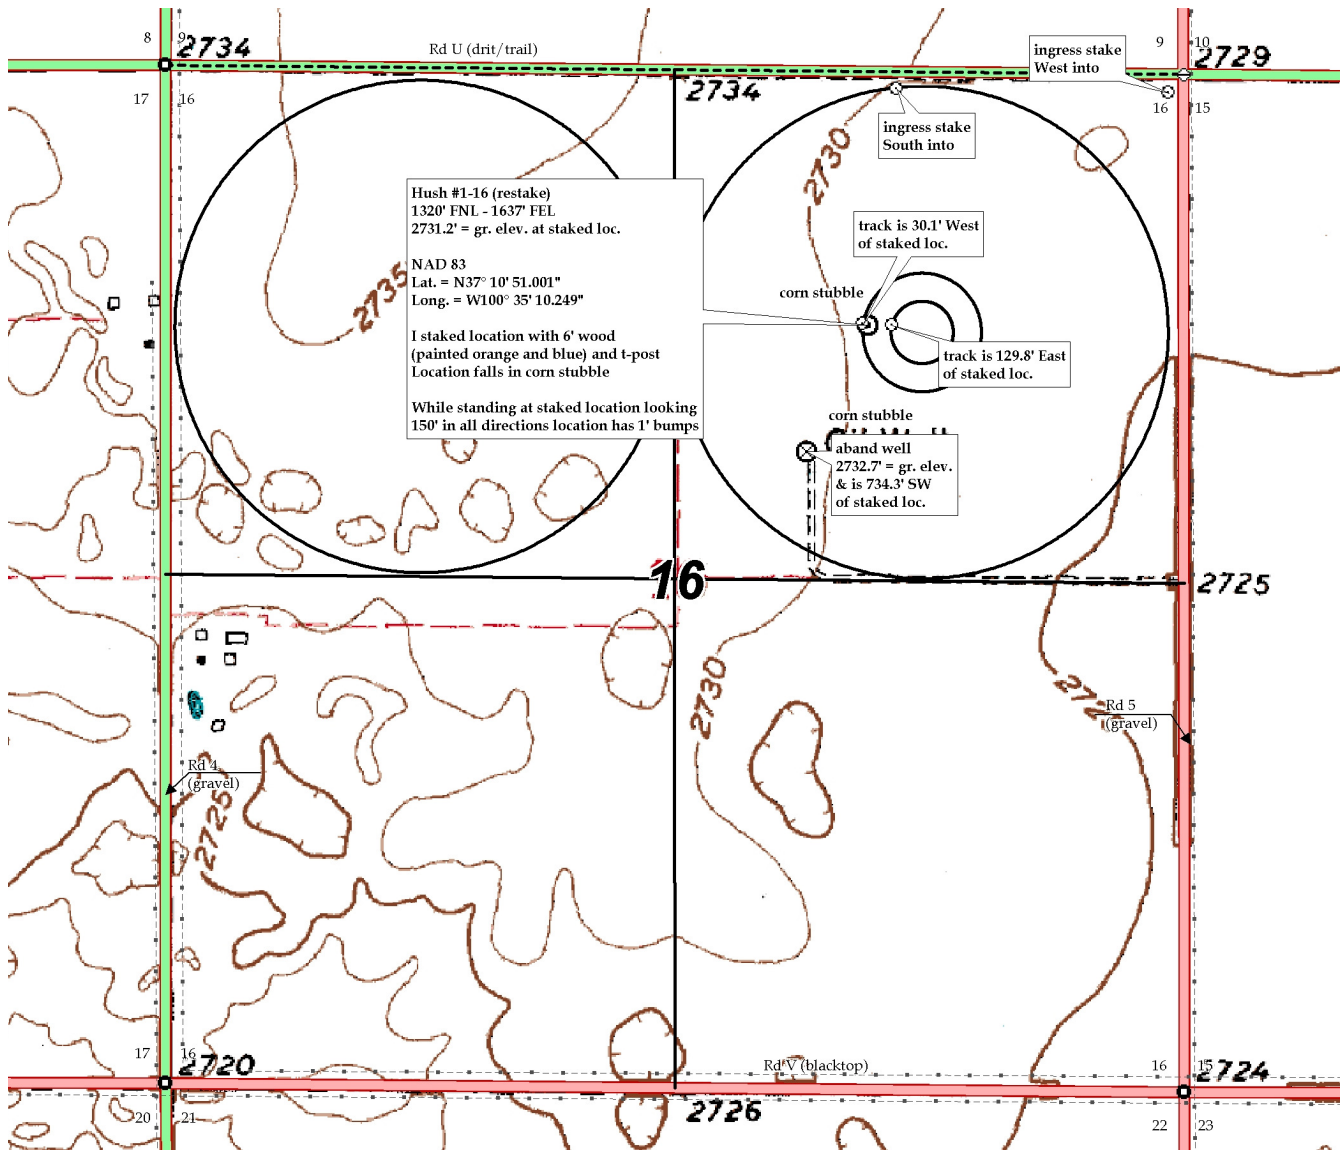 8
9
2734
Rd U (drit/trail)
9
10
2729
ingress stake
West into
17
16
2734
16
15
ingress stake
South into
2730
Hush #1-16 (restake)
1320' FNL - 1637' FEL
2731.2' = gr. elev. at staked loc.
NAD 83
Lat. = N37° 10' 51.001"
Long. = W100° 35' 10.249"
I staked location with 6' wood
(painted orange and blue) and t-post
Location falls in corn stubble
While standing at staked location looking
150' in all directions location has 1' bumps
track is 30.1' West
of staked loc.
2735
corn stubble
track is 129.8' East
of staked loc.
corn stubble
aband well
2732.7' = gr. elev.
& is 734.3' SW
of staked loc.
16
2725
2730
Rd 5
(gravel)
Rd 4
(gravel)
2725
17
16
2720
Rd V (blacktop)
16
15
2724
2726
20
21
22
23